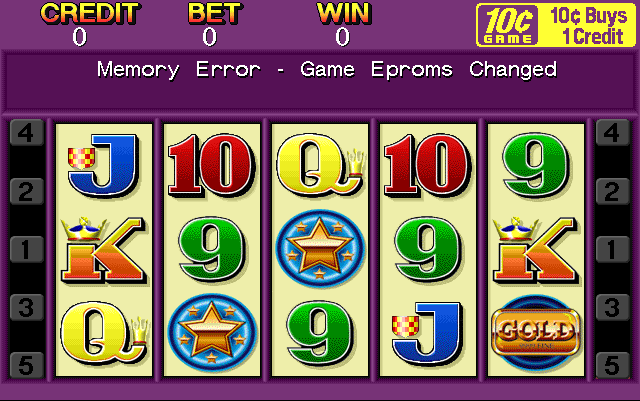 CREDIT BET WIN
0 0 0
10¢ GAME
10¢ Buys
1 Credit
Memory Error - Game Eproms Changed
4 J 10 Q 10 9 4
2 2
1 K 9 9 K 1
3 3
Q 9 J GOLD
5 5